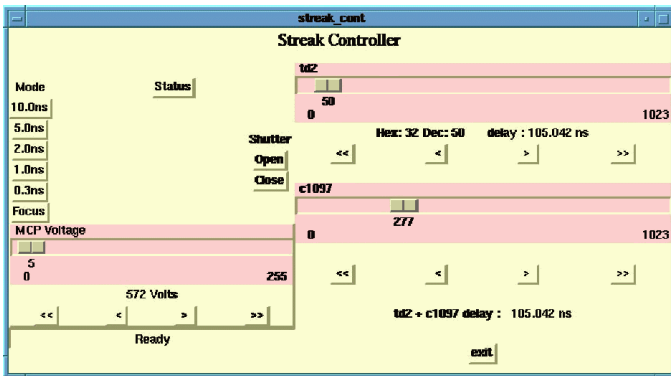 streak_cont
Streak Controller
Mode
Status
10.0ns
5.0ns
2.0ns
1.0ns
0.3ns
Focus
Shutter
Open
Close
MCP Voltage
5
0 255
572 Volts
<< < > >>
Ready
td2
50
0 1023
Hex: 32 Dec: 50 delay : 105.042 ns
<< < > >>
c1097
277
0 1023
<< < > >>
td2 + c1097 delay : 105.042 ns
exit